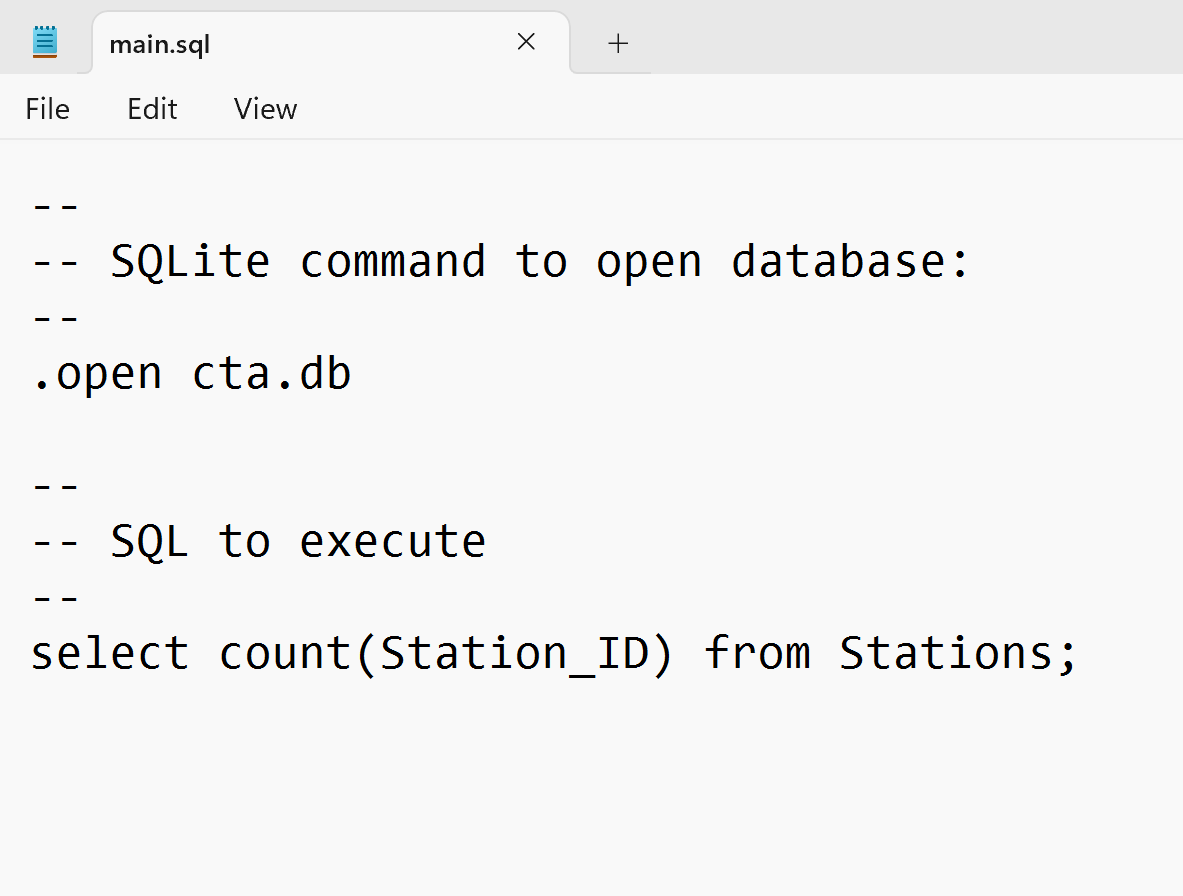 main.sql
File Edit View
--
-- SQLite command to open database:
--
.open cta.db
--
-- SQL to execute
--
select count(Station_ID) from Stations;